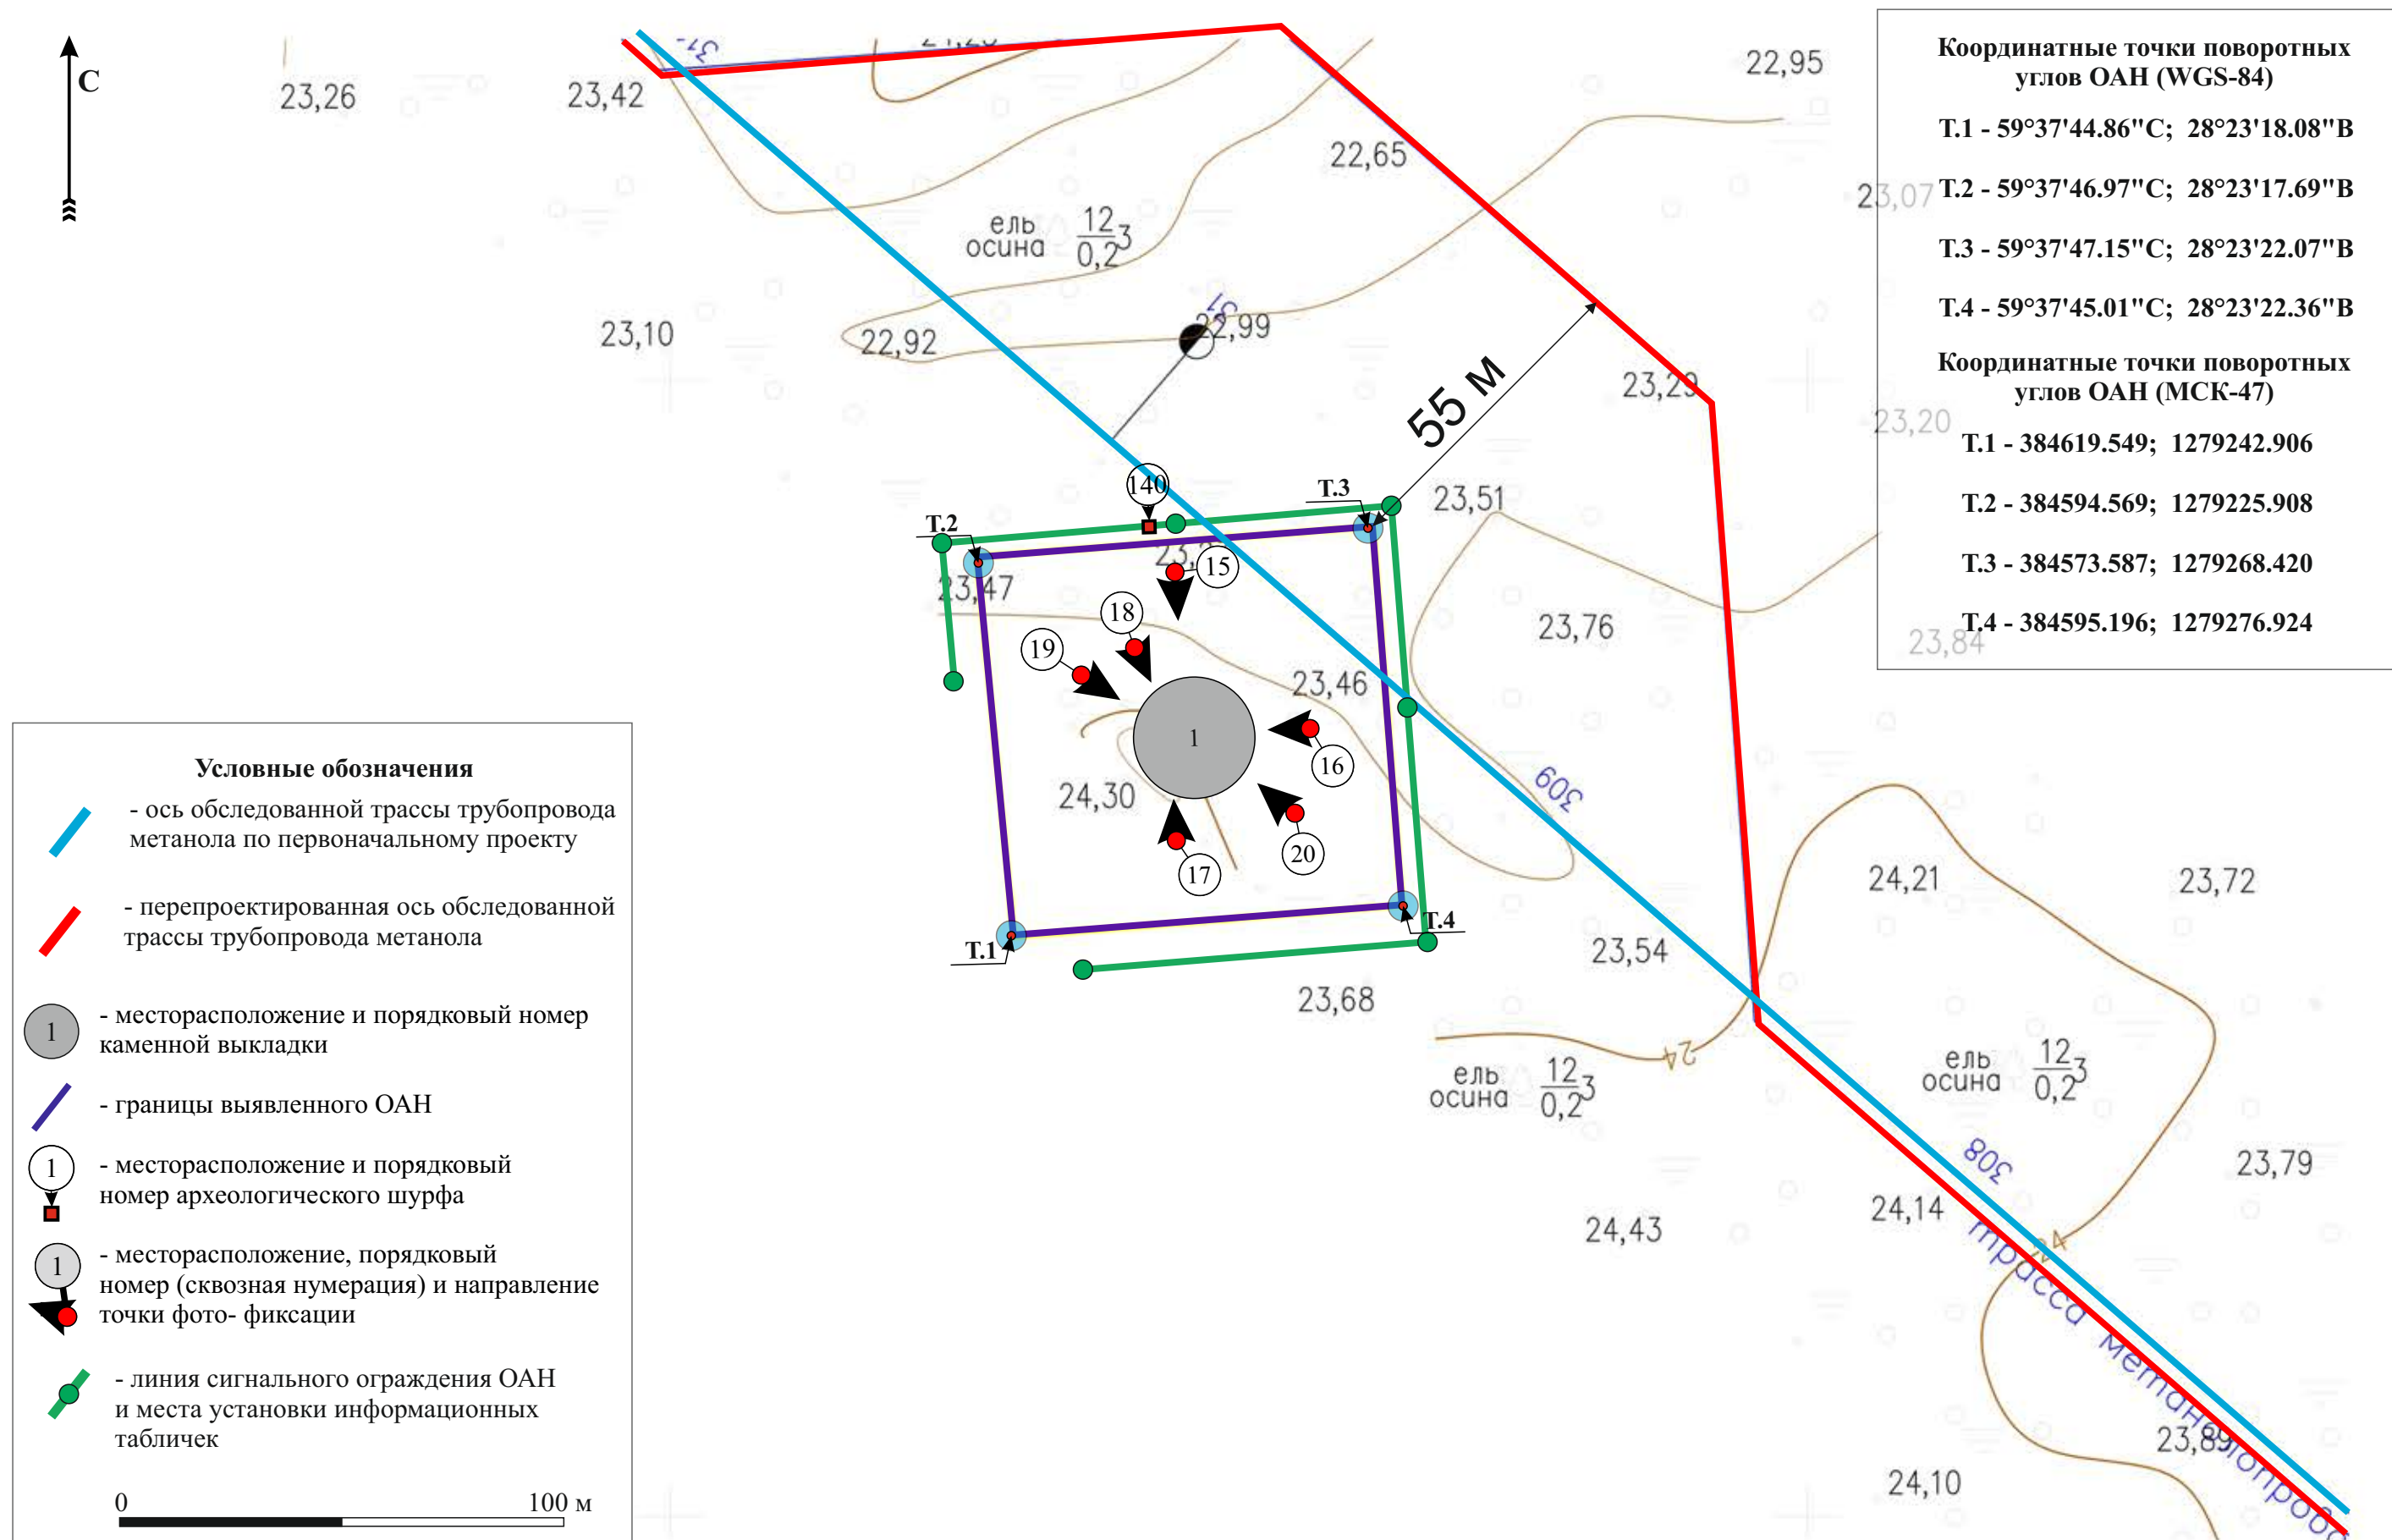 С
23,26
23,42
22,95
22,65
ель
осина
12
0,2
3
23,07
23,10
22,92
22,99
55 м
23,29
23,20
140
Т.3
23,51
Т.2
23,47
15
18
19
23,76
23,46
23,84
1
16
24,30
309
20
17
24,21
23,72
Т.4
Т.1
23,54
23,68
24
ель
осина
12
0,2
3
ель
осина
12
0,2
3
308
23,79
24,14
24,43
24
трасса
23,89
24,10
Координатные точки поворотных
углов ОАН (WGS-84)
Т.1 - 59°37'44.86"С; 28°23'18.08"В
Т.2 - 59°37'46.97"С; 28°23'17.69"В
Т.3 - 59°37'47.15"С; 28°23'22.07"В
Т.4 - 59°37'45.01"С; 28°23'22.36"В
Координатные точки поворотных
углов ОАН (МСК-47)
Т.1 - 384619.549; 1279242.906
Т.2 - 384594.569; 1279225.908
Т.3 - 384573.587; 1279268.420
Т.4 - 384595.196; 1279276.924
Условные обозначения
- ось обследованной трассы трубопровода
метанола по первоначальному проекту
- перепроектированная ось обследованной
трассы трубопровода метанола
1
- месторасположение и порядковый номер
каменной выкладки
- границы выявленного ОАН
1
- месторасположение и порядковый
номер археологического шурфа
1
- месторасположение, порядковый
номер (сквозная нумерация) и направление
точки фото- фиксации
- линия сигнального ограждения ОАН
и места установки информационных
табличек
0
100 м